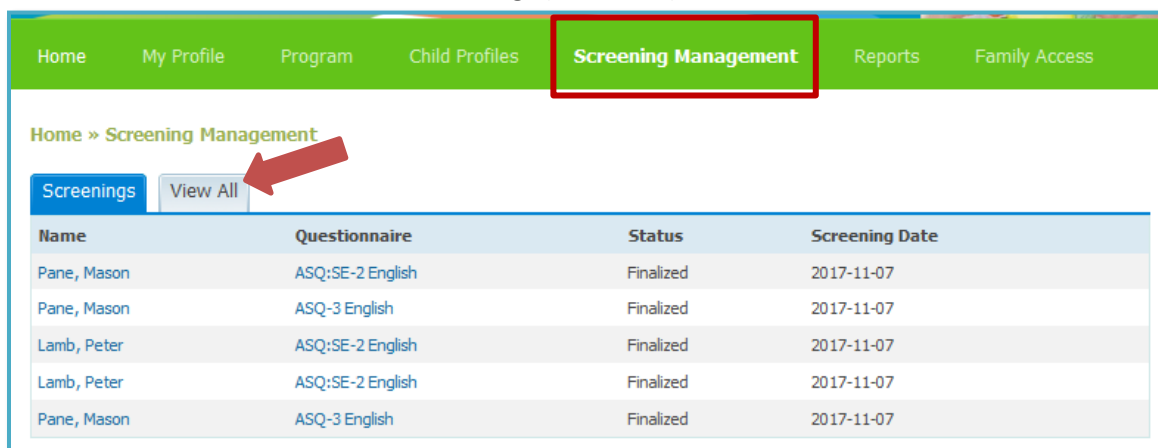 Home My Profile Program Child Profiles Screening Management Reports Family Access
Home » Screening Management
Screenings View All
Name Questionnaire Status Screening Date
Pane, Mason ASQ:SE-2 English Finalized 2017-11-07
Pane, Mason ASQ-3 English Finalized 2017-11-07
Lamb, Peter ASQ:SE-2 English Finalized 2017-11-07
Lamb, Peter ASQ:SE-2 English Finalized 2017-11-07
Pane, Mason ASQ-3 English Finalized 2017-11-07